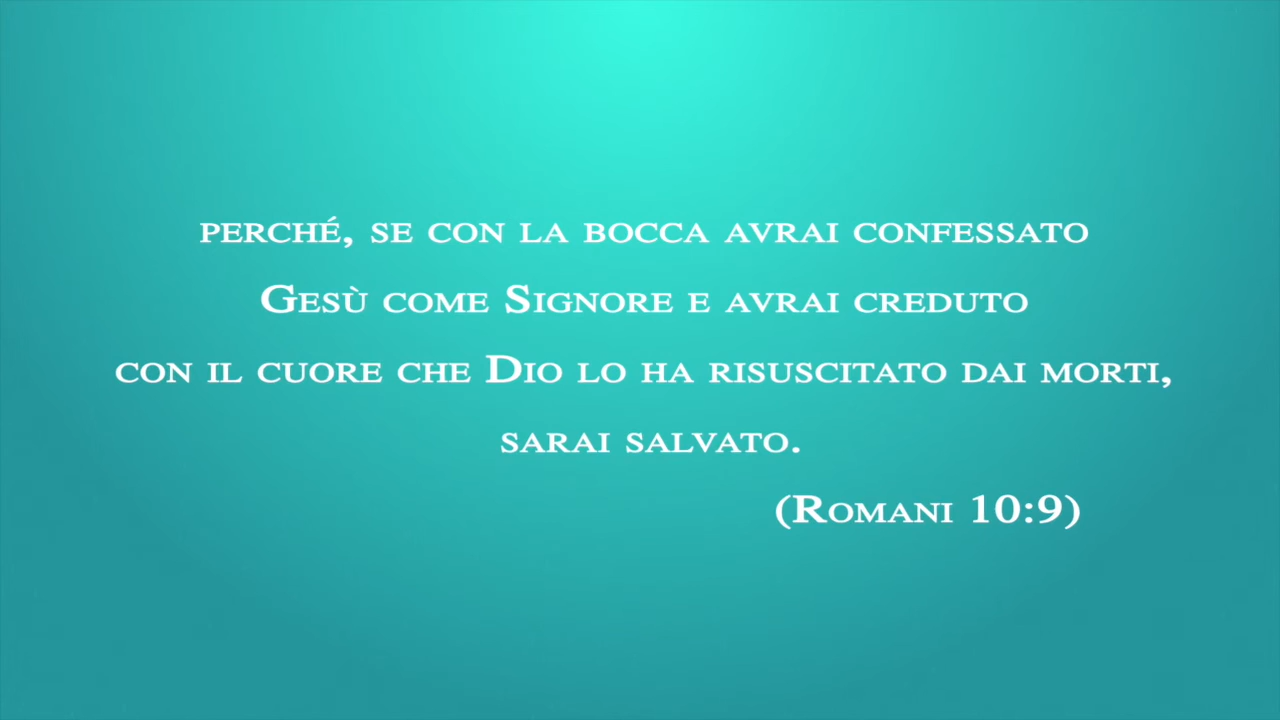 perché, se con la bocca avrai confessato
Gesù come Signore e avrai creduto
con il cuore che Dio lo ha risuscitato dai morti,
sarai salvato.
(Romani 10:9)